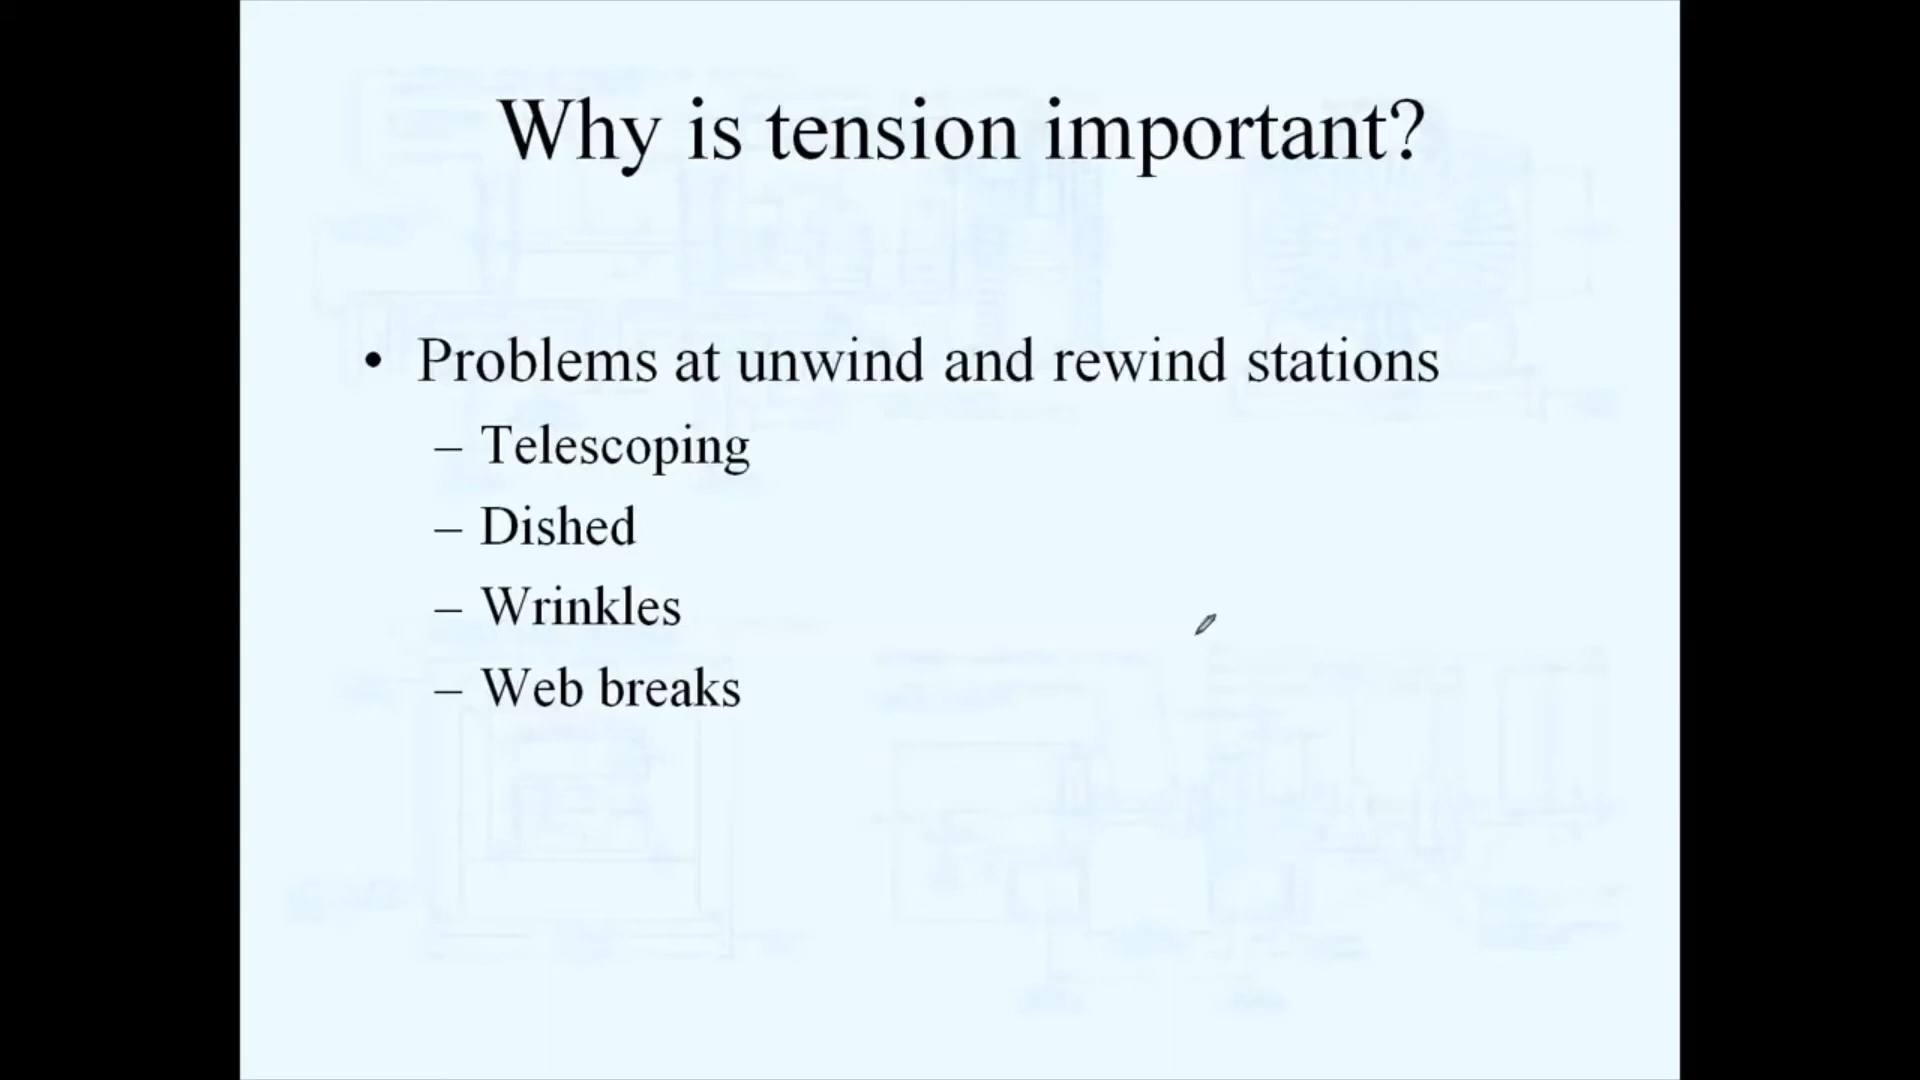 Why is tension important?
• Problems at unwind and rewind stations
– Telescoping
– Dished
– Wrinkles
– Web breaks